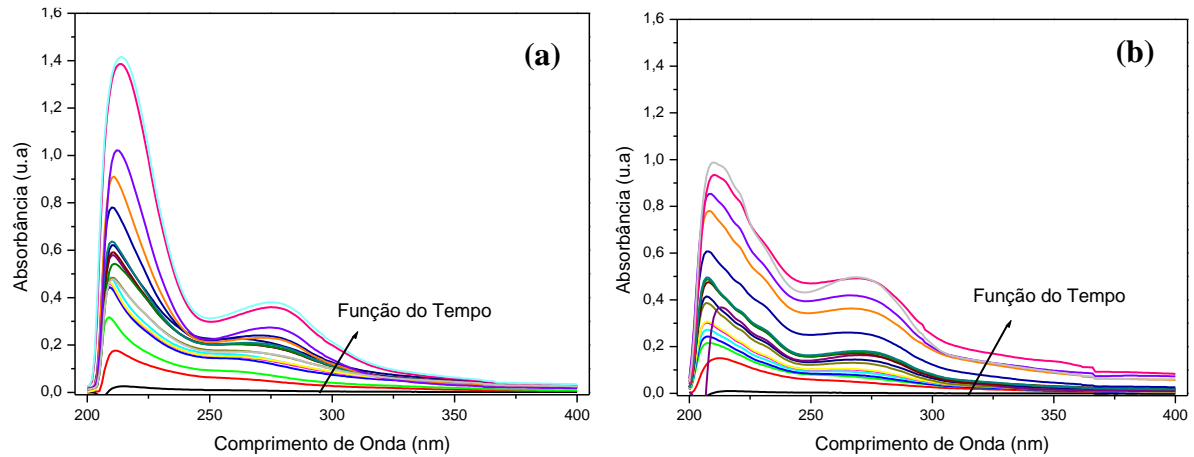 1,6
1,4
1,2
1,0
0,8
0,6
0,4
0,2
0,0
Absorbância (u.a)
(a)
Função do Tempo
200 250 300 350 400
Comprimento de Onda (nm)
1,6
1,4
1,2
1,0
0,8
0,6
0,4
0,2
0,0
Absorbância (u.a)
(b)
Função do Tempo
200 250 300 350 400
Comprimento de Onda (nm)